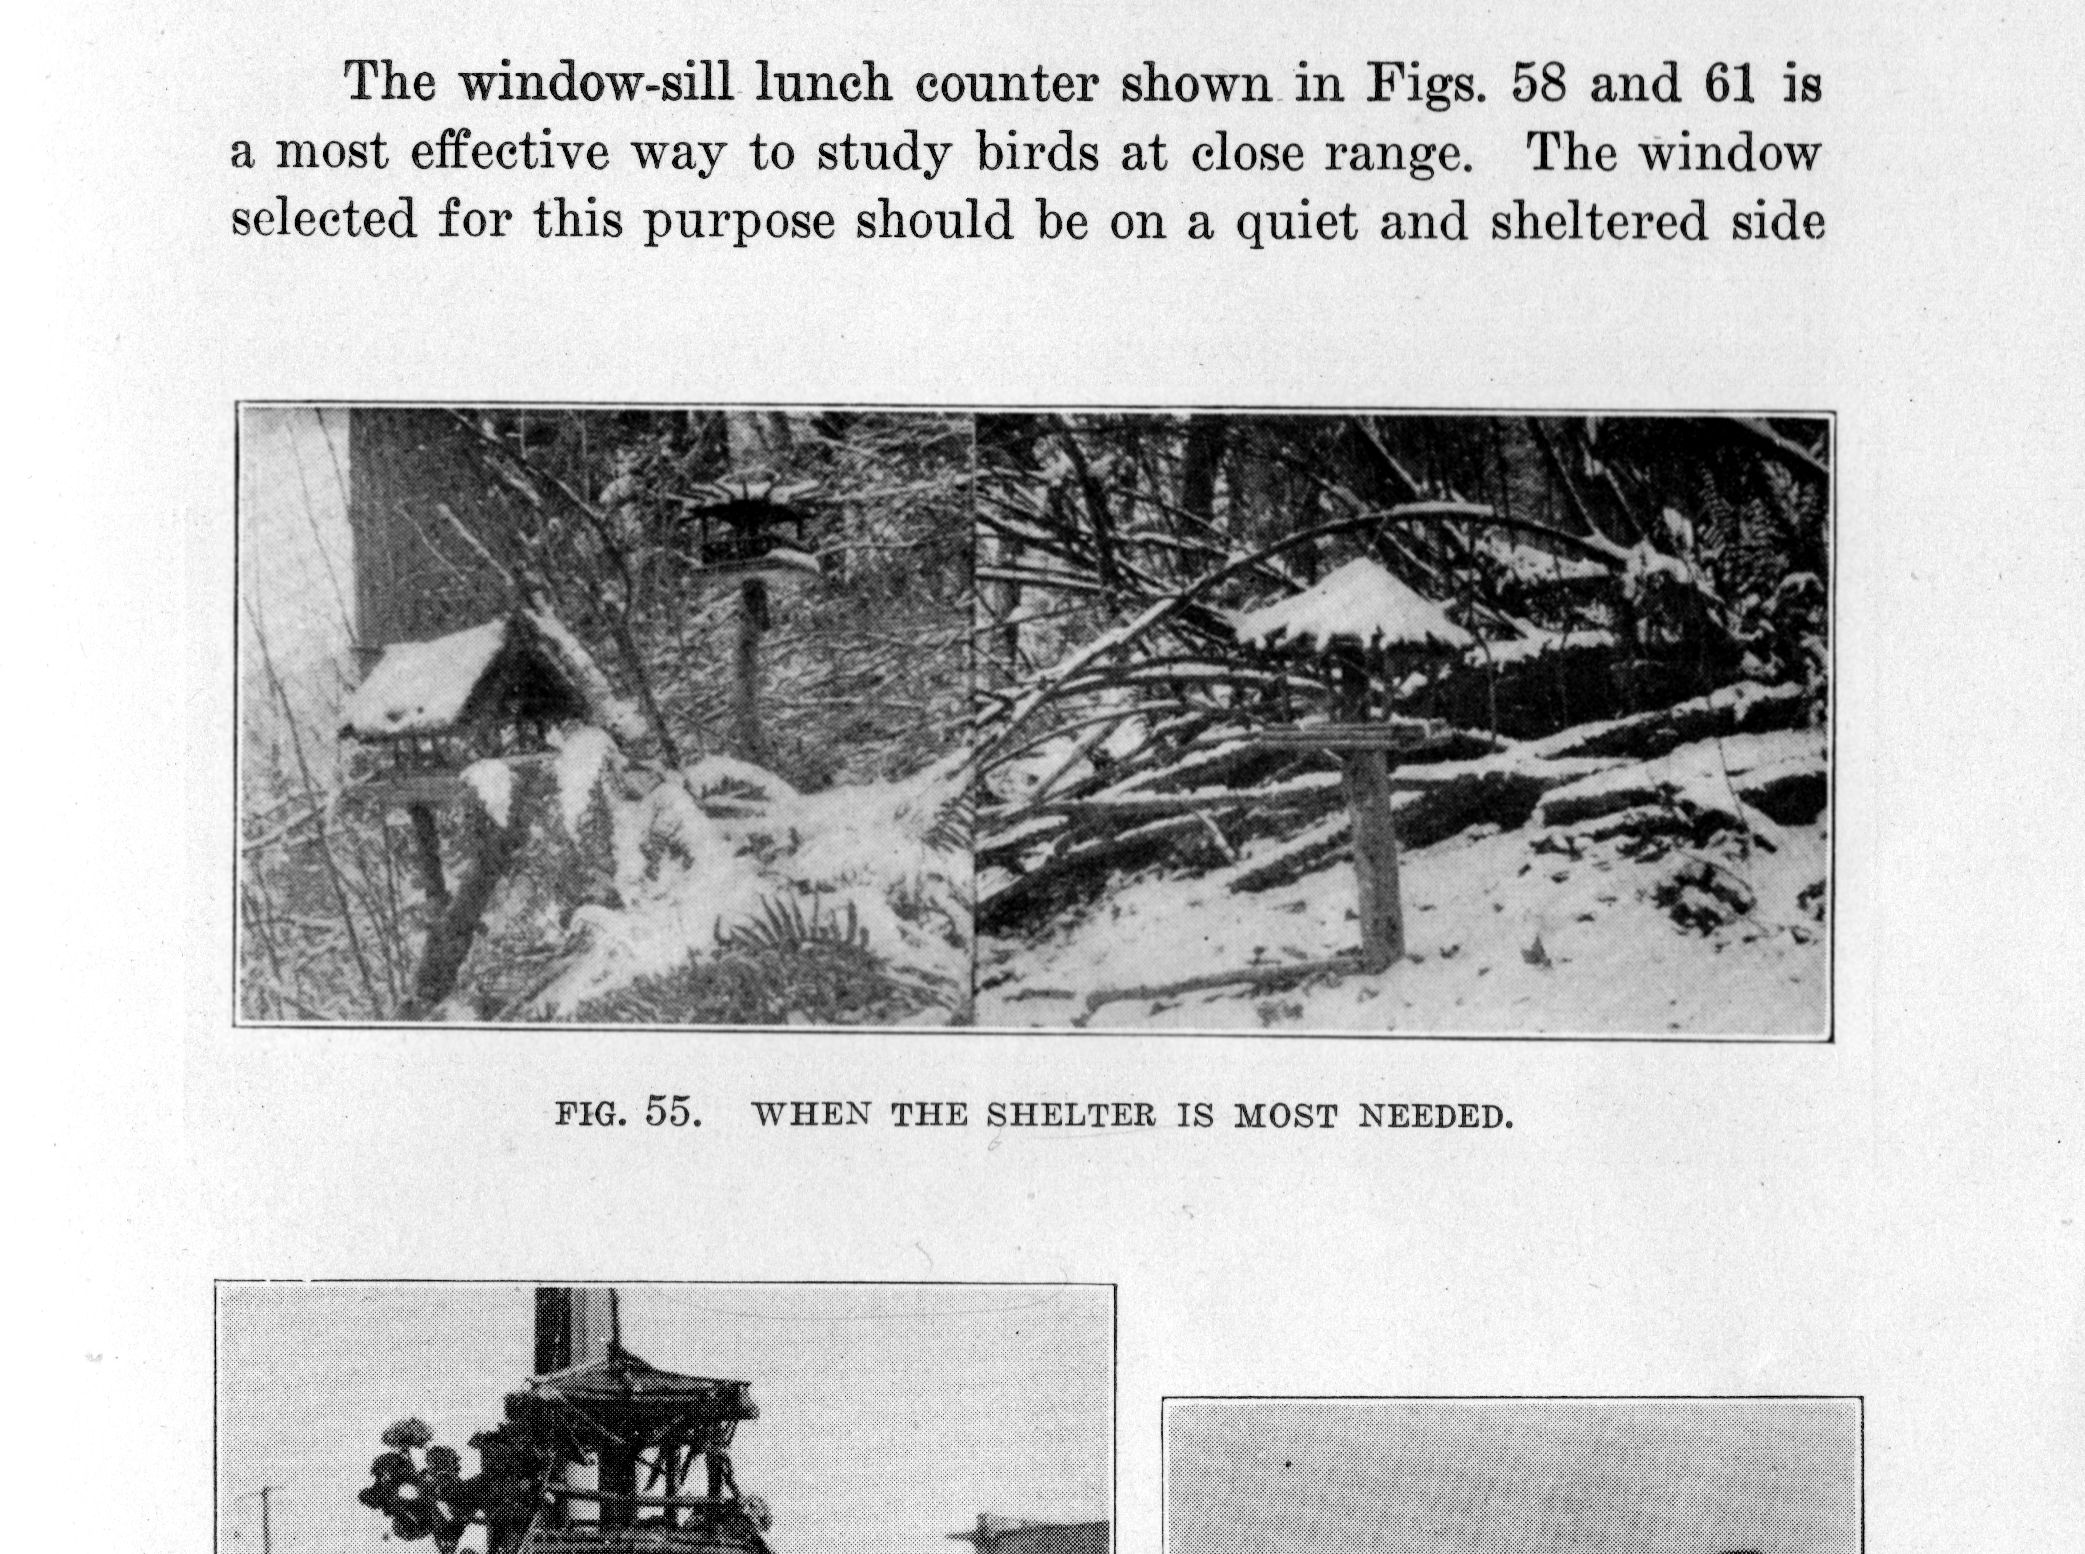 The window-sill lunch counter shown in Figs. 58 and 61 is
a most effective way to study birds at close range. The window
selected for this purpose should be on a quiet and sheltered side
FIG. 55. WHEN THE SHELTER IS MOST NEEDED.